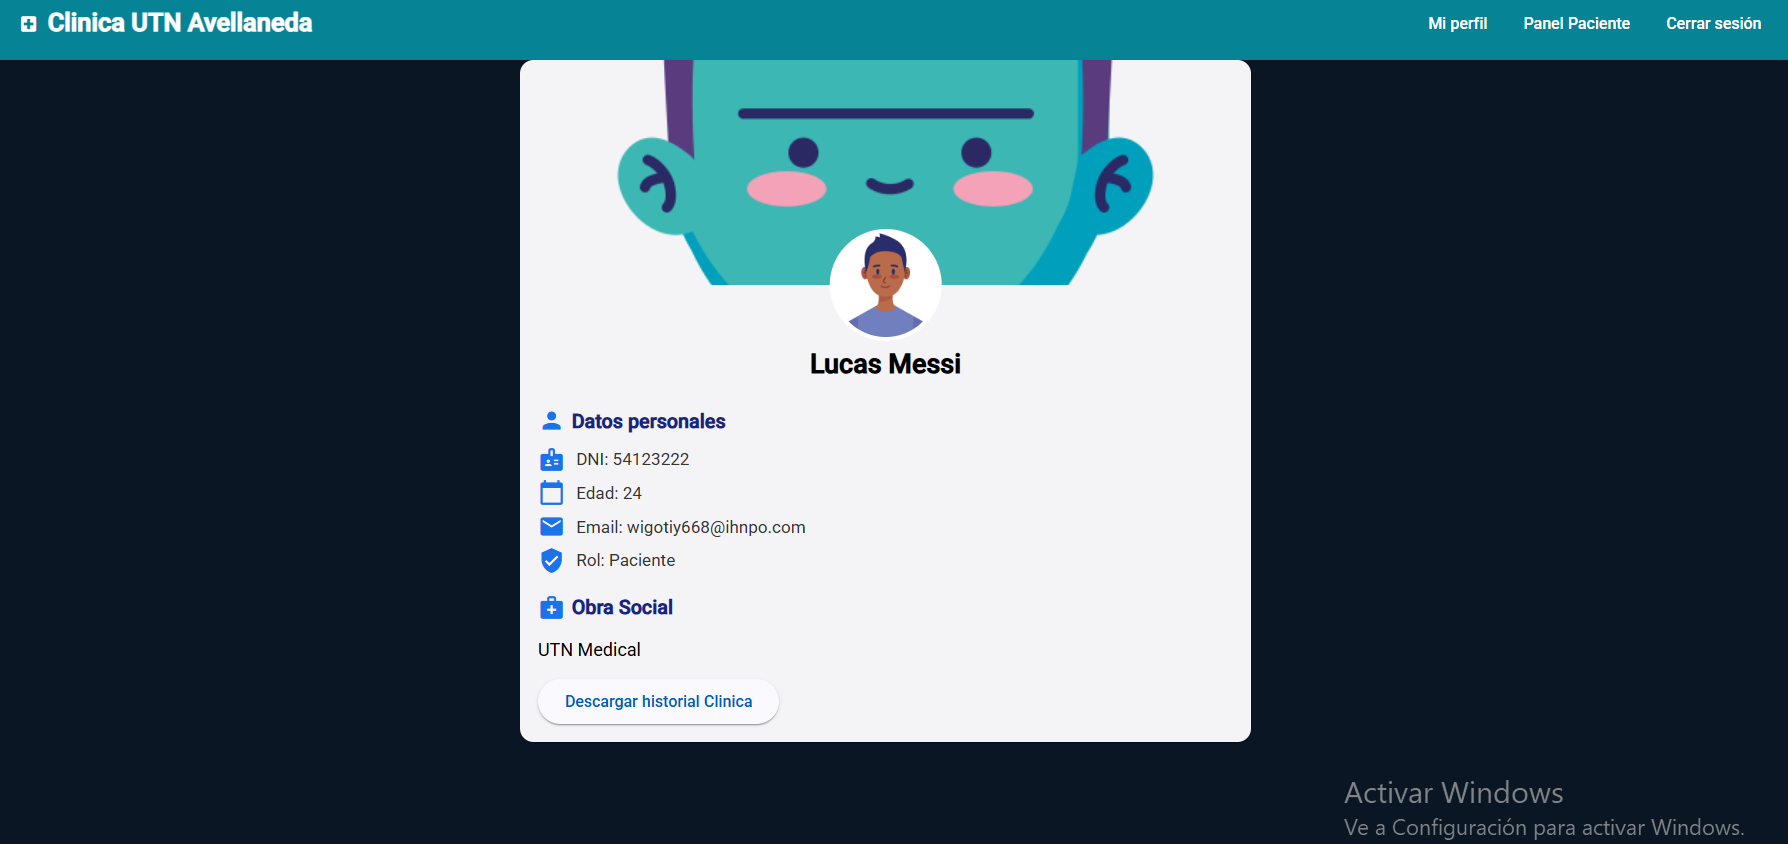 Clinica UTN Avellaneda
Mi perfil
Panel Paciente
Cerrar sesión
Lucas Messi
Datos personales
DNI: 54123222
Edad: 24
Email: wigotiy668@ihnpo.com
Rol: Paciente
Obra Social
UTN Medical
Descargar historial Clinica
Activar Windows
Ve a Configuración para activar Windows.